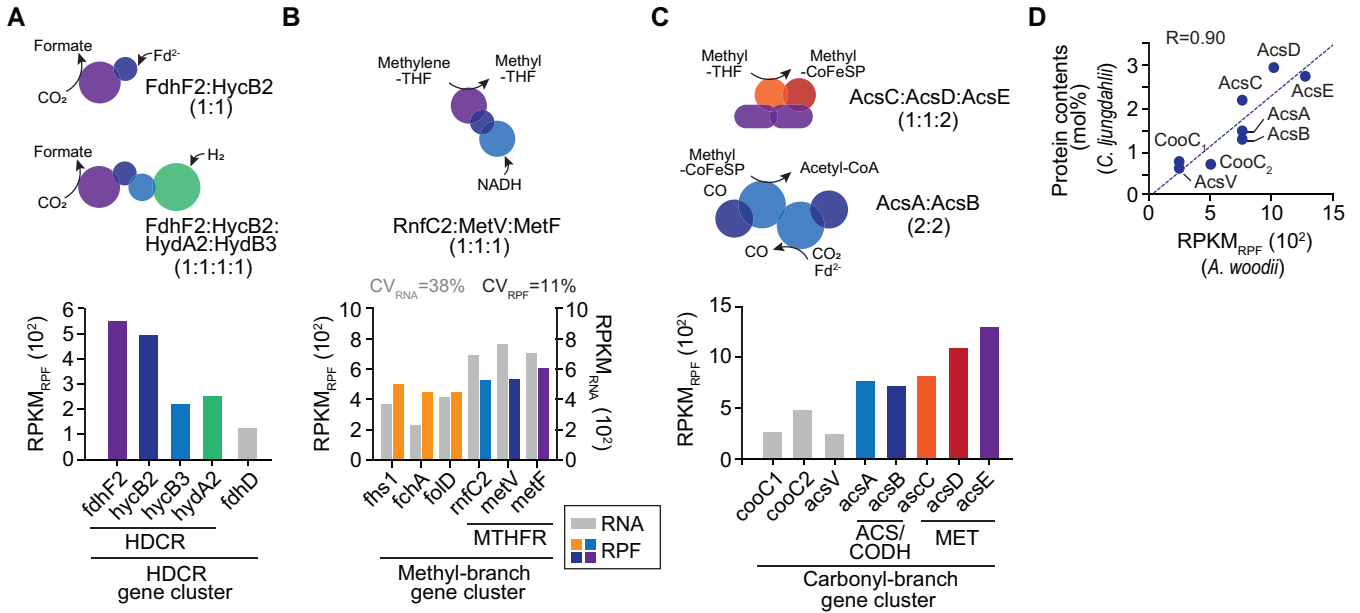 A
Formate
Fd²⁻
CO₂
FdhF2:HycB2
(1:1)
Formate
H₂
CO₂
FdhF2:HycB2:
HydA2:HydB3
(1:1:1:1)
RPKM_RPF (10²)
6
5
4
3
2
1
0
fdhF2
hycB2
hycB3
hydA2
fdhD
HDCR
HDCR
gene cluster
B
Methylene
-THF
Methyl
-THF
NADH
RnfC2:MetV:MetF
(1:1:1)
CV_RNA=38%
CV_RPF=11%
RPKM_RPF (10²)
10
8
6
4
2
0
10
8
6
4
2
0
RPKM_RNA (10²)
fhs1
fchA
folD
rnfC2
metV
metF
MTHFR
Methyl-branch
gene cluster
RNA
RPF
C
Methyl
-THF
Methyl
-CoFeSP
AcsC:AcsD:AcsE
(1:1:2)
Methyl
-CoFeSP
Acetyl-CoA
CO
AcsA:AcsB
(2:2)
CO
CO₂
Fd²⁻
RPKM_RPF (10²)
15
10
5
0
cooC1
cooC2
acsV
acsA
acsB
ascC
acsD
acsE
ACS/
CODH
MET
Carbonyl-branch
gene cluster
D
R=0.90
Protein contents
(mol%)
(C. ljungdahlii)
3
2
1
0
AcsD
AcsC
AcsE
AcsA
AcsB
CooC₁
CooC₂
AcsV
0
5
10
15
RPKM_RPF (10²)
(A. woodii)